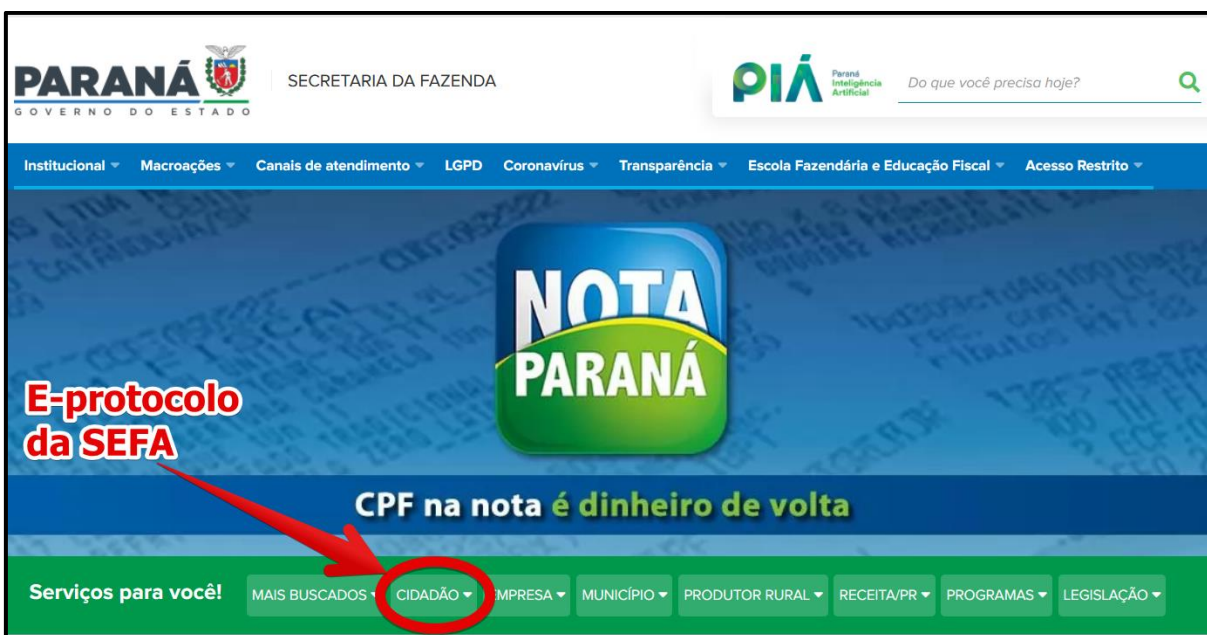 PARANÁ
GOVERNO DO ESTADO
SECRETARIA DA FAZENDA
PIÁ
Paraná
Inteligência
Artificial
Do que você precisa hoje?
Institucional Macroações Canais de atendimento LGPD Coronavírus Transparência Escola Fazendária e Educação Fiscal Acesso Restrito
NOTA
PARANÁ
E-protocolo
da SEFA
CPF na nota é dinheiro de volta
Serviços para você! MAIS BUSCADOS CIDADÃO EMPRESA MUNICÍPIO PRODUTOR RURAL RECEITA/PR PROGRAMAS LEGISLAÇÃO